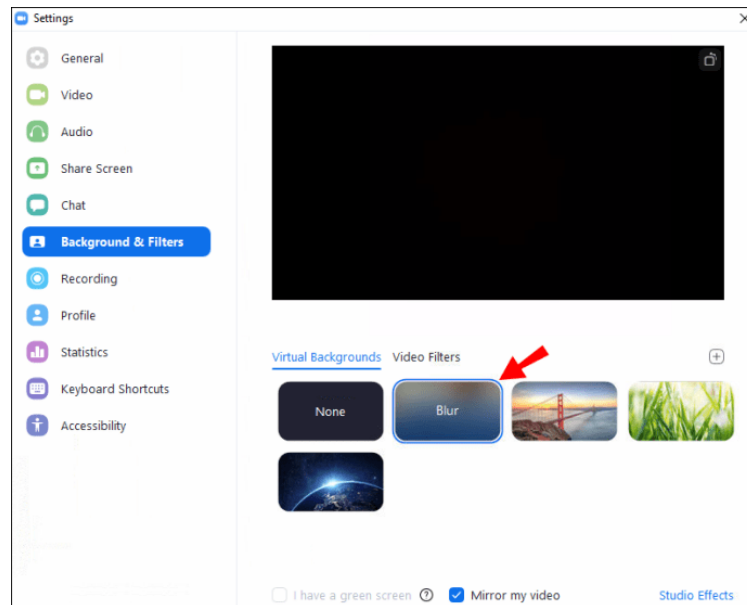 Settings
General
Video
Audio
Share Screen
Chat
Background & Filters
Recording
Profile
Statistics
Keyboard Shortcuts
Accessibility
Virtual Backgrounds Video Filters
None Blur
I have a green screen Mirror my video Studio Effects